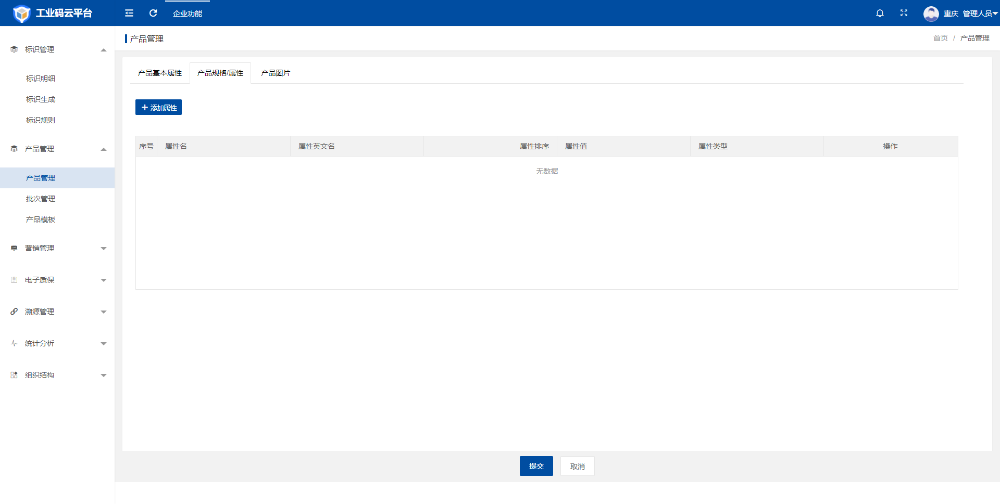 工业码云平台
企业功能
重庆 管理人员
产品管理
首页 / 产品管理
标识管理
标识明细
标识生成
标识规则
产品管理
产品管理
批次管理
产品模板
营销管理
电子质保
溯源管理
统计分析
组织结构
产品基本属性 产品规格/属性 产品图片
添加属性
序号 属性名 属性英文名 属性排序 属性值 属性类型 操作
无数据
提交 取消